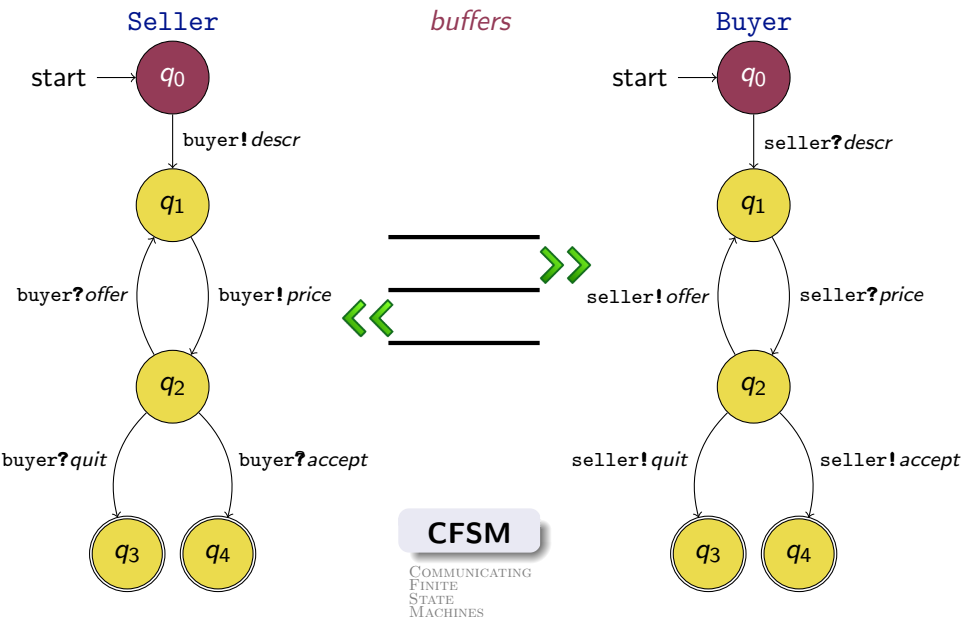 Seller
buffers
Buyer
start
q0
start
q0
buyer!descr
seller?descr
q1
q1
buyer?offer
buyer!price
seller!offer
seller?price
q2
q2
buyer?quit
buyer?accept
seller!quit
seller!accept
q3
q4
q3
q4
CFSM
COMMUNICATING
FINITE
STATE
MACHINES